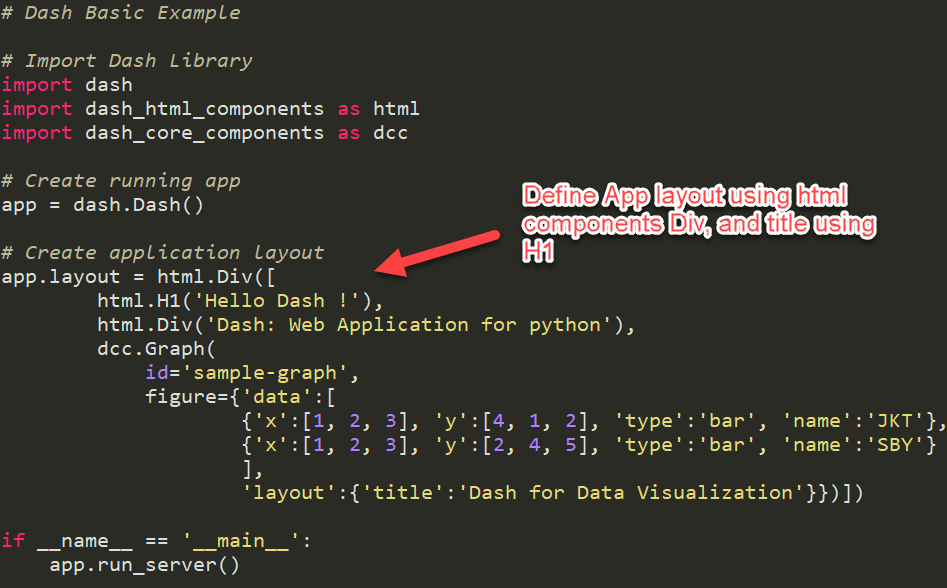 # Dash Basic Example
# Import Dash Library
import dash
import dash_html_components as html
import dash_core_components as dcc
# Create running app
app = dash.Dash()
Define App layout using html
components Div, and title using
H1
# Create application layout
app.layout = html.Div([
html.H1('Hello Dash !'),
html.Div('Dash: Web Application for python'),
dcc.Graph(
id='sample-graph',
figure={'data':[
{'x':[1, 2, 3], 'y':[4, 1, 2], 'type':'bar', 'name':'JKT'},
{'x':[1, 2, 3], 'y':[2, 4, 5], 'type':'bar', 'name':'SBY'}
],
'layout':{'title':'Dash for Data Visualization'}})])
if __name__ == '__main__':
app.run_server()